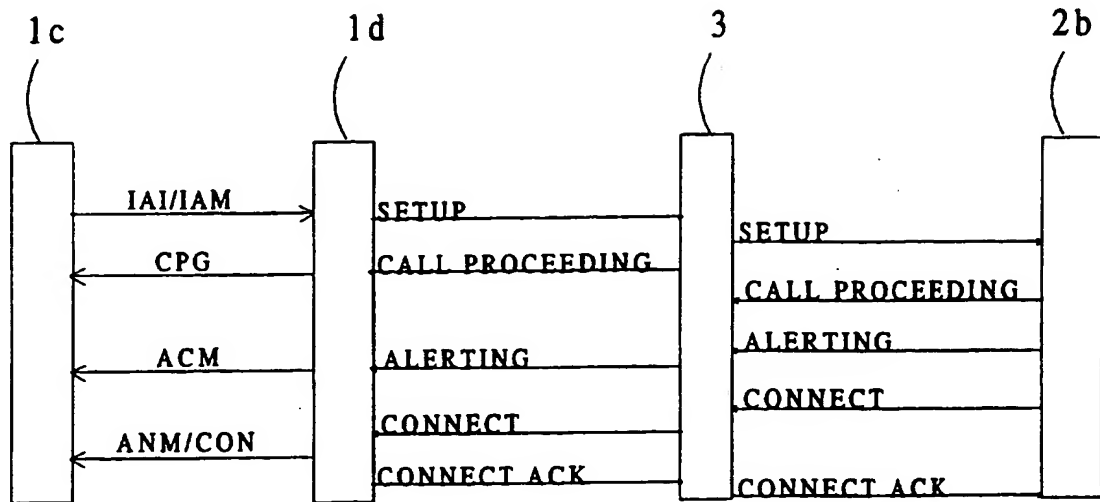 1c 1d 3 2b
IAI/IAM
SETUP
SETUP
CPG
CALL PROCEEDING
CALL PROCEEDING
ACM
ALERTING
ALERTING
CONNECT
CONNECT
ANM/CON
CONNECT ACK
CONNECT ACK